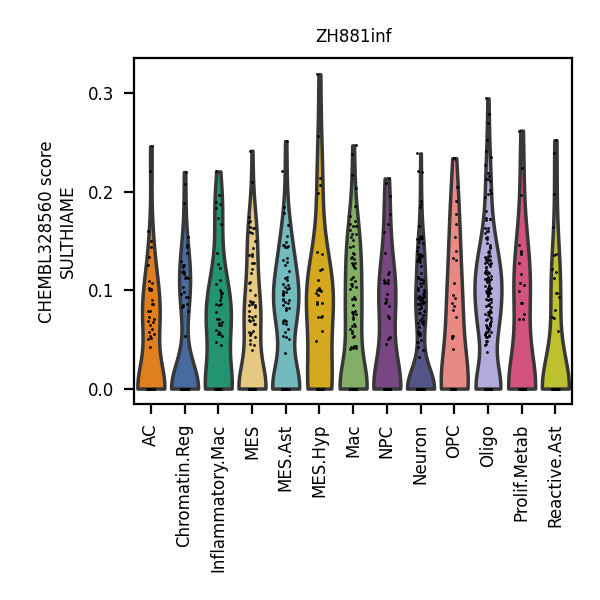 ZH881inf
CHEMBL328560 score
SULTHIAME
0.3
0.2
0.1
0.0
AC
Chromatin.Reg
Inflammatory.Mac
MES
MES.Ast
MES.Hyp
Mac
NPC
Neuron
OPC
Oligo
Prolif.Metab
Reactive.Ast